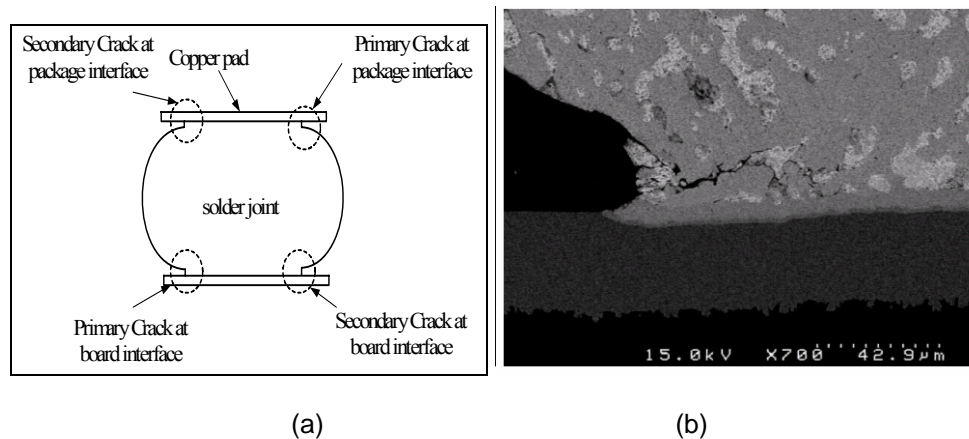 Secondary Crack at
package interface
Copper pad
Primary Crack at
package interface
solder joint
Primary Crack at
board interface
Secondary Crack at
board interface
15.0kV X700 42.9μm
(a)
(b)